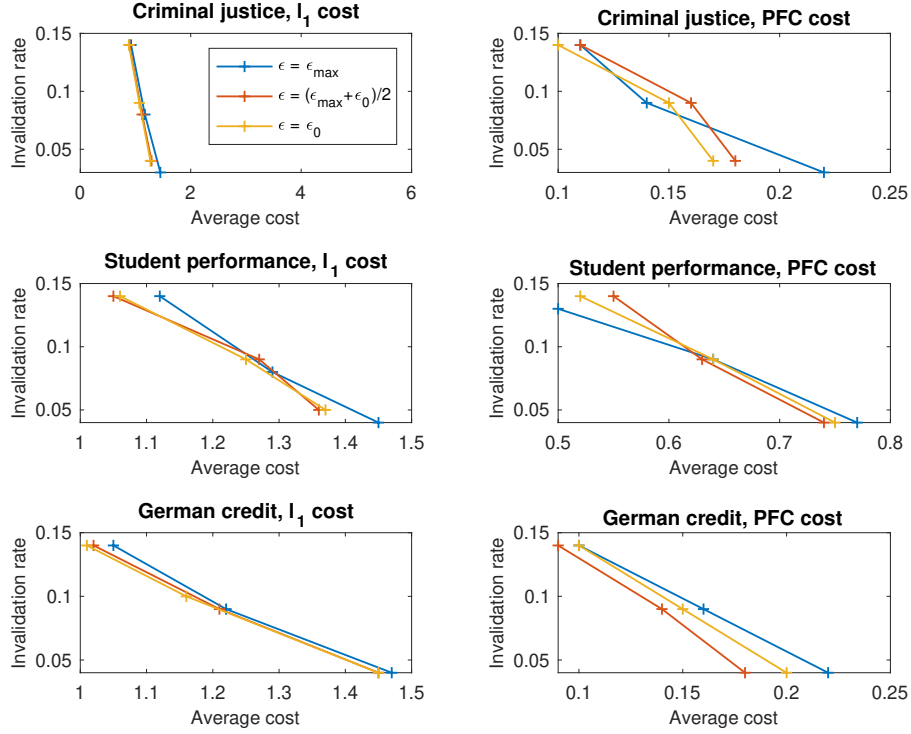 Criminal justice, l₁ cost
0.15
0.1
0.05
Invalidation rate
0 2 4 6
Average cost
ϵ = ϵmax
ϵ = (ϵmax+ϵ0)/2
ϵ = ϵ0
Criminal justice, PFC cost
0.15
0.1
0.05
Invalidation rate
0.1 0.15 0.2 0.25
Average cost
Student performance, l₁ cost
0.15
0.1
0.05
Invalidation rate
1 1.1 1.2 1.3 1.4 1.5
Average cost
Student performance, PFC cost
0.15
0.1
0.05
Invalidation rate
0.5 0.6 0.7 0.8
Average cost
German credit, l₁ cost
0.15
0.1
0.05
Invalidation rate
1 1.1 1.2 1.3 1.4 1.5
Average cost
German credit, PFC cost
0.15
0.1
0.05
Invalidation rate
0.1 0.15 0.2 0.25
Average cost